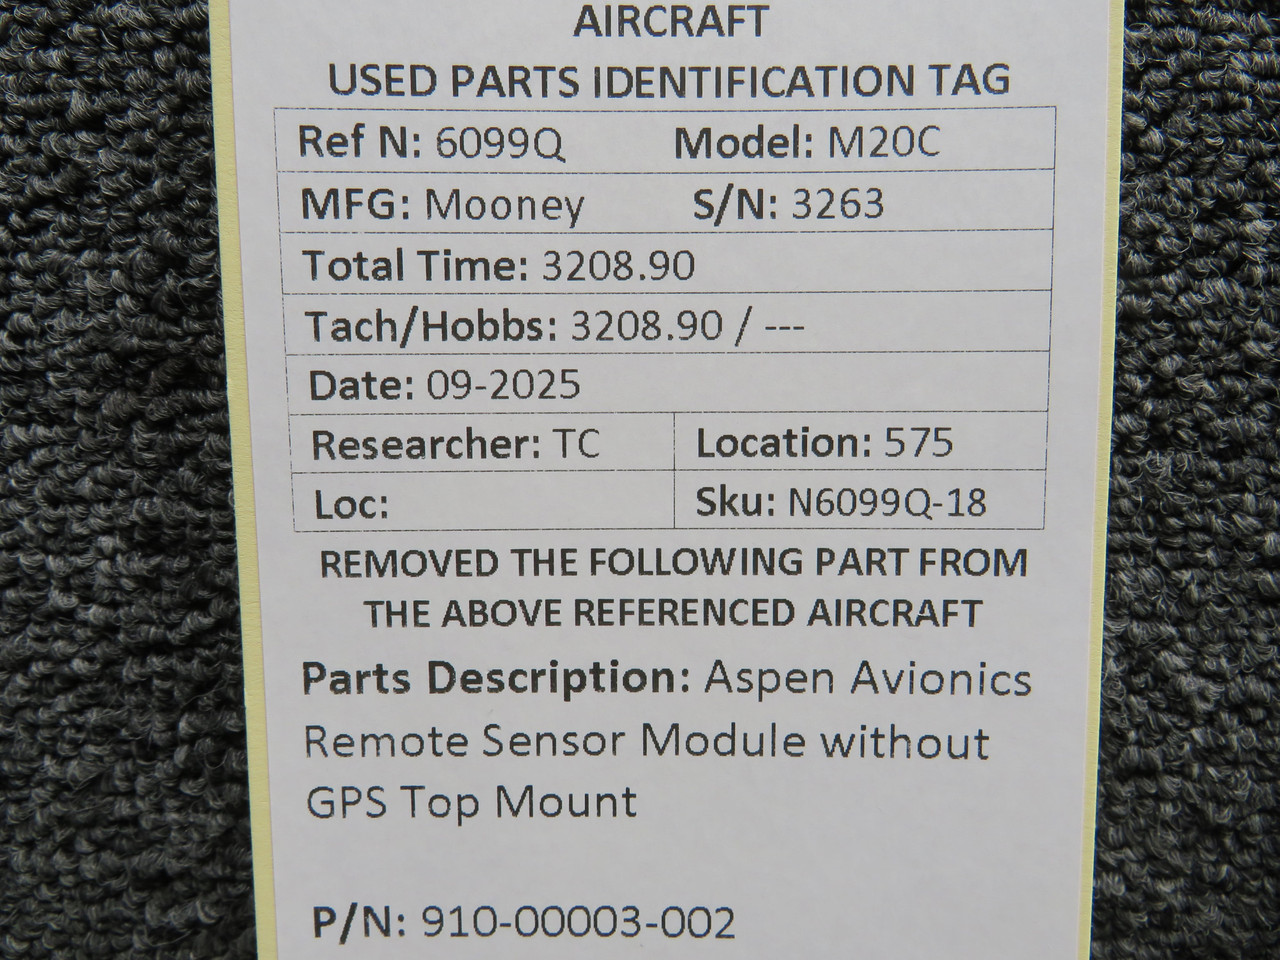 AIRCRAFT
USED PARTS IDENTIFICATION TAG
Ref N: 6099Q Model: M20C
MFG: Mooney S/N: 3263
Total Time: 3208.90
Tach/Hobbs: 3208.90 / ---
Date: 09-2025
Researcher: TC Location: 575
Loc: Sku: N6099Q-18
REMOVED THE FOLLOWING PART FROM
THE ABOVE REFERENCED AIRCRAFT
Parts Description: Aspen Avionics
Remote Sensor Module without
GPS Top Mount
P/N: 910-00003-002